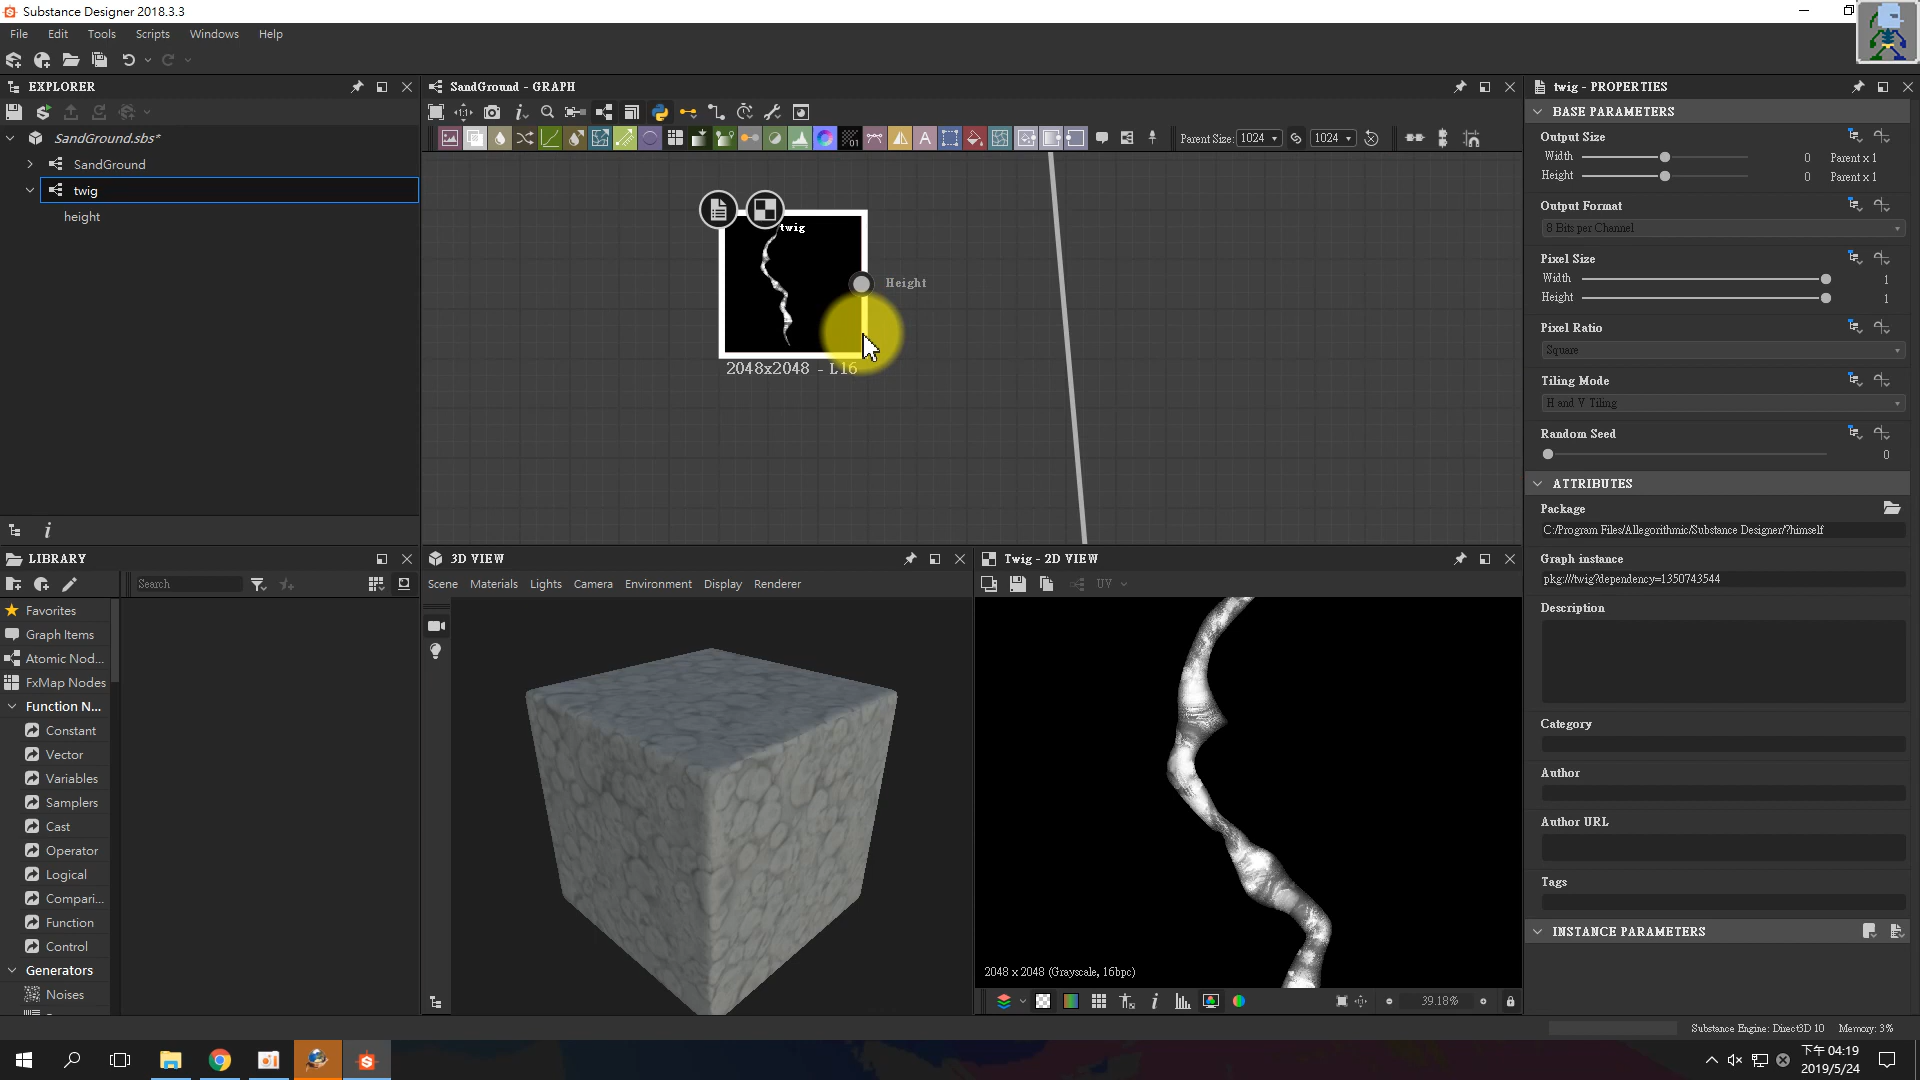 Substance Designer 2018.3.3
File Edit Tools Scripts Windows Help
EXPLORER
SandGround.sbs*
SandGround
twig
height
SandGround - GRAPH
Parent Size: 1024 1024
twig
Height
2048x2048 - L16
twig - PROPERTIES
BASE PARAMETERS
Output Size
Width 0 Parent x 1
Height 0 Parent x 1
Output Format
8 Bits per Channel
Pixel Size
Width 1
Height 1
Pixel Ratio
Square
Tiling Mode
H and V Tiling
Random Seed
0
ATTRIBUTES
Package
C:/Program Files/Allegorithmic/Substance Designer/?himself
Graph instance
pkg:///twig?dependency=1350743544
Description
Category
Author
Author URL
Tags
INSTANCE PARAMETERS
LIBRARY
Search
Favorites
Graph Items
Atomic Nod...
FxMap Nodes
Function N...
Constant
Vector
Variables
Samplers
Cast
Operator
Logical
Compari...
Function
Control
Generators
Noises
3D VIEW
Scene Materials Lights Camera Environment Display Renderer
Twig - 2D VIEW
UV
2048 x 2048 (Grayscale, 16bpc)
39.18%
Substance Engine: Direct3D 10 Memory: 3%
下午 04:19
2019/5/24